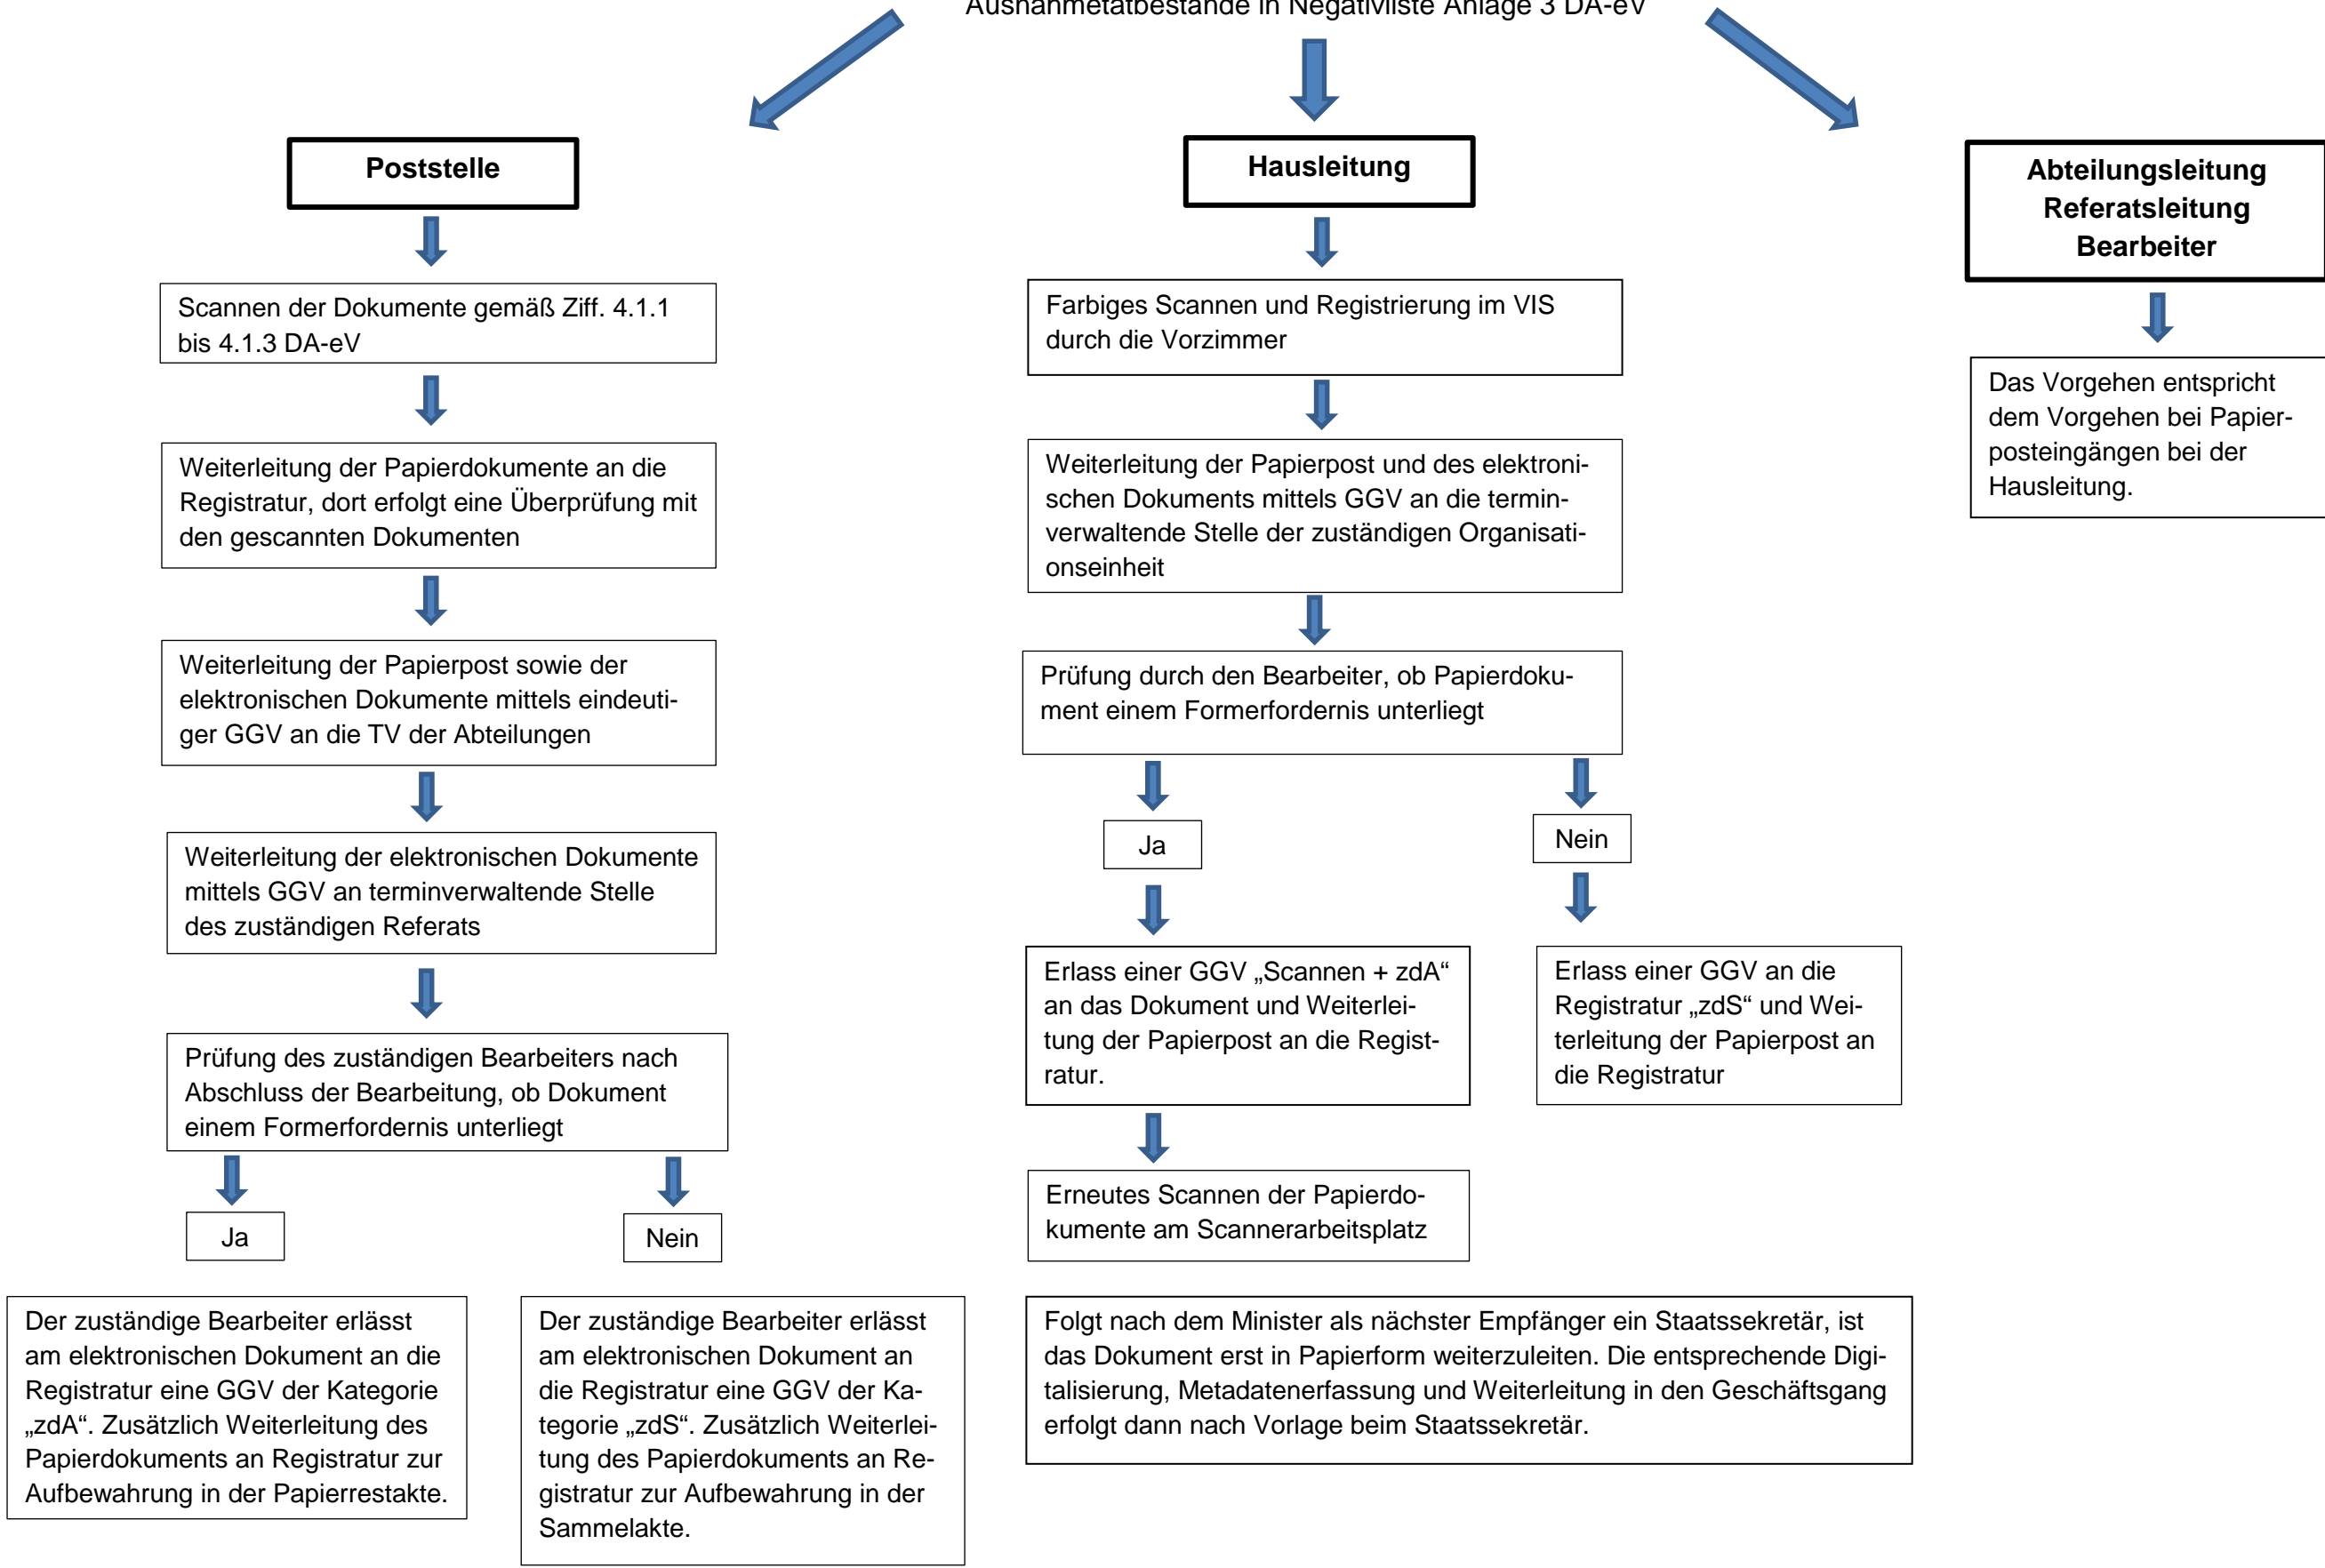 Ausnahmetatbestände in Negativliste Anlage 3 DA-eV
Poststelle
Scannen der Dokumente gemäß Ziff. 4.1.1
bis 4.1.3 DA-eV
Weiterleitung der Papierdokumente an die
Registratur, dort erfolgt eine Überprüfung mit
den gescannten Dokumenten
Weiterleitung der Papierpost sowie der
elektronischen Dokumente mittels eindeuti-
ger GGV an die TV der Abteilungen
Weiterleitung der elektronischen Dokumente
mittels GGV an terminverwaltende Stelle
des zuständigen Referats
Prüfung des zuständigen Bearbeiters nach
Abschluss der Bearbeitung, ob Dokument
einem Formerfordernis unterliegt
Ja
Nein
Der zuständige Bearbeiter erlässt
am elektronischen Dokument an die
Registratur eine GGV der Kategorie
„zdA“. Zusätzlich Weiterleitung des
Papierdokuments an Registratur zur
Aufbewahrung in der Papierrestakte.
Der zuständige Bearbeiter erlässt
am elektronischen Dokument an
die Registratur eine GGV der Ka-
tegorie „zdS“. Zusätzlich Weiterlei-
tung des Papierdokuments an Re-
gistratur zur Aufbewahrung in der
Sammelakte.
Hausleitung
Farbiges Scannen und Registrierung im VIS
durch die Vorzimmer
Weiterleitung der Papierpost und des elektroni-
schen Dokuments mittels GGV an die termin-
verwaltende Stelle der zuständigen Organisati-
onseinheit
Prüfung durch den Bearbeiter, ob Papierdoku-
ment einem Formerfordernis unterliegt
Ja
Nein
Erlass einer GGV „Scannen + zdA“
an das Dokument und Weiterlei-
tung der Papierpost an die Regist-
ratur.
Erlass einer GGV an die
Registratur „zdS“ und Wei-
terleitung der Papierpost an
die Registratur
Erneutes Scannen der Papierdo-
kumente am Scannerarbeitsplatz
Folgt nach dem Minister als nächster Empfänger ein Staatssekretär, ist
das Dokument erst in Papierform weiterzuleiten. Die entsprechende Digi-
talisierung, Metadatenerfassung und Weiterleitung in den Geschäftsgang
erfolgt dann nach Vorlage beim Staatssekretär.
Abteilungsleitung
Referatsleitung
Bearbeiter
Das Vorgehen entspricht
dem Vorgehen bei Papier-
posteingängen bei der
Hausleitung.